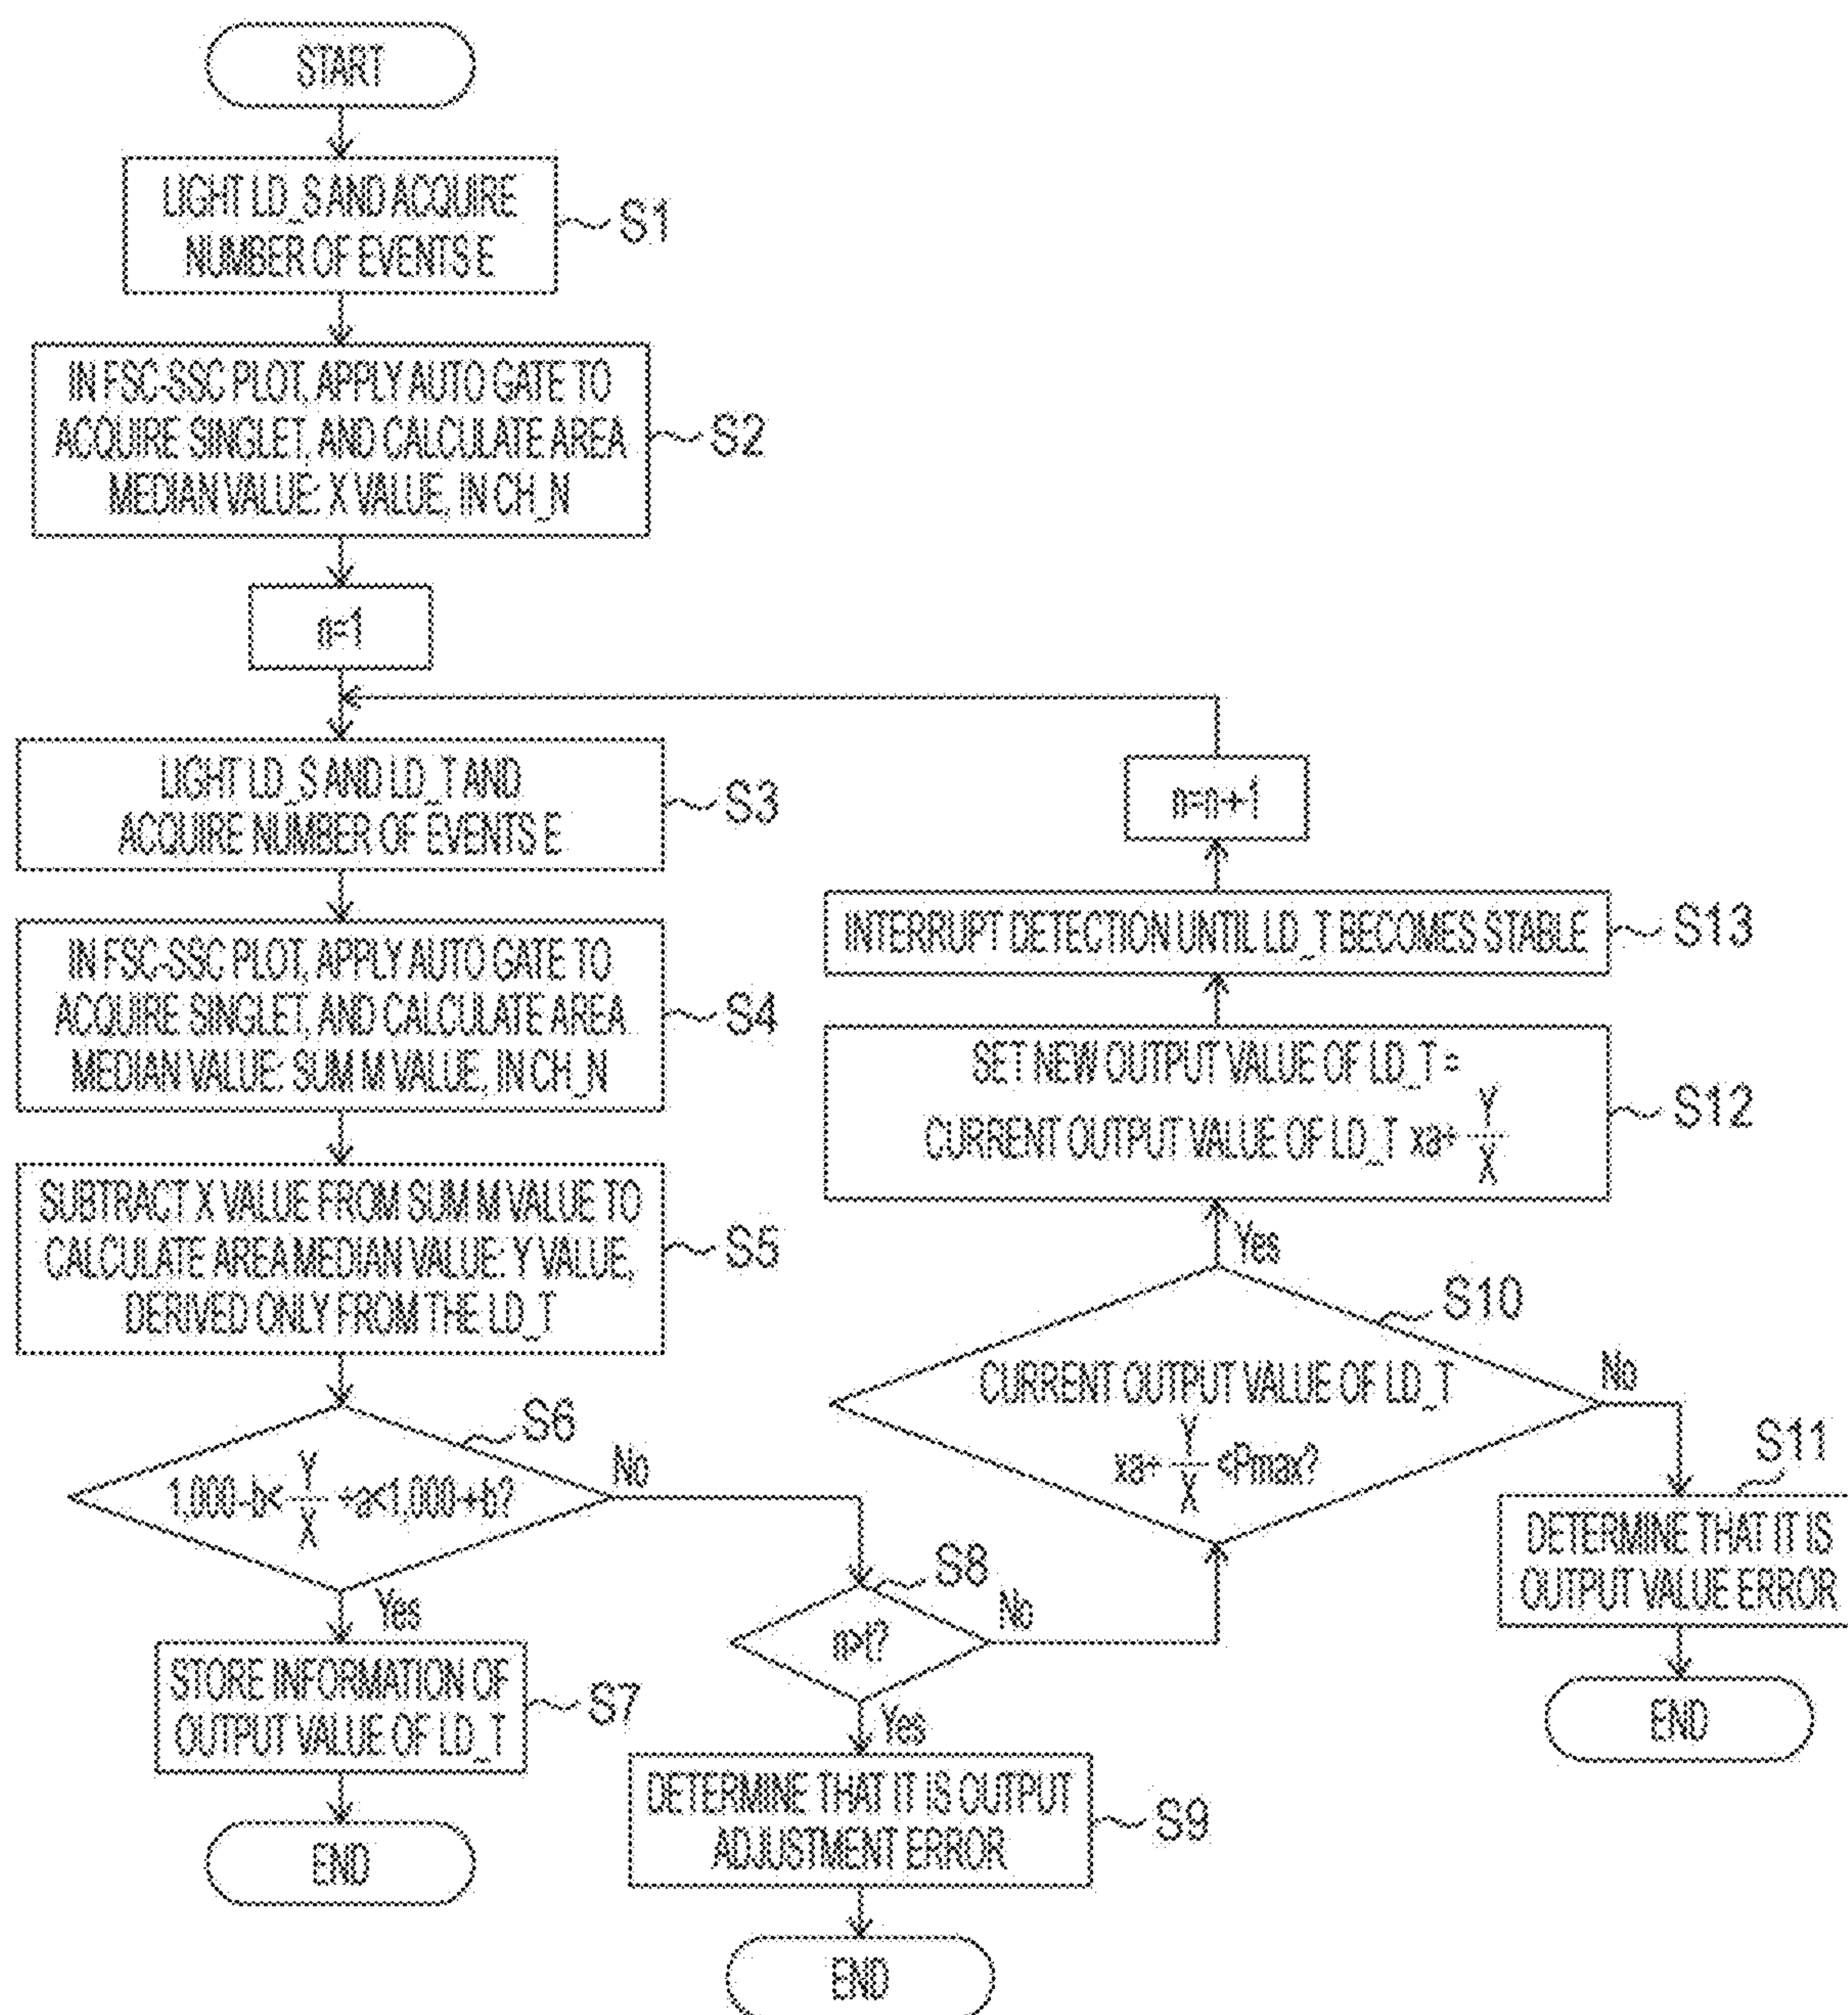 START
LIGHT LD_S AND ACQUIRE
NUMBER OF EVENTS E
S1
IN FSC-SSC PLOT, APPLY AUTO GATE TO
ACQUIRE SINGLET, AND CALCULATE AREA
MEDIAN VALUE: X VALUE, IN CH_N
S2
n=1
LIGHT LD_S AND LD_T AND
ACQUIRE NUMBER OF EVENTS E
S3
IN FSC-SSC PLOT, APPLY AUTO GATE TO
ACQUIRE SINGLET, AND CALCULATE AREA
MEDIAN VALUE: SUM M VALUE, IN CH_N
S4
SUBTRACT X VALUE FROM SUM M VALUE TO
CALCULATE AREA MEDIAN VALUE: Y VALUE,
DERIVED ONLY FROM THE LD_T
S5
S6
1,000-b< Y/X ÷a<1,000+b?
No
Yes
STORE INFORMATION OF
OUTPUT VALUE OF LD_T
S7
END
S8
n>t?
No
Yes
DETERMINE THAT IT IS OUTPUT
ADJUSTMENT ERROR
S9
END
S10
CURRENT OUTPUT VALUE OF LD_T
xa÷ Y/X <Pmax?
No
S11
DETERMINE THAT IT IS
OUTPUT VALUE ERROR
END
Yes
SET NEW OUTPUT VALUE OF LD_T =
CURRENT OUTPUT VALUE OF LD_T xa÷ Y/X
S12
INTERRUPT DETECTION UNTIL LD_T BECOMES STABLE
S13
n=n+1